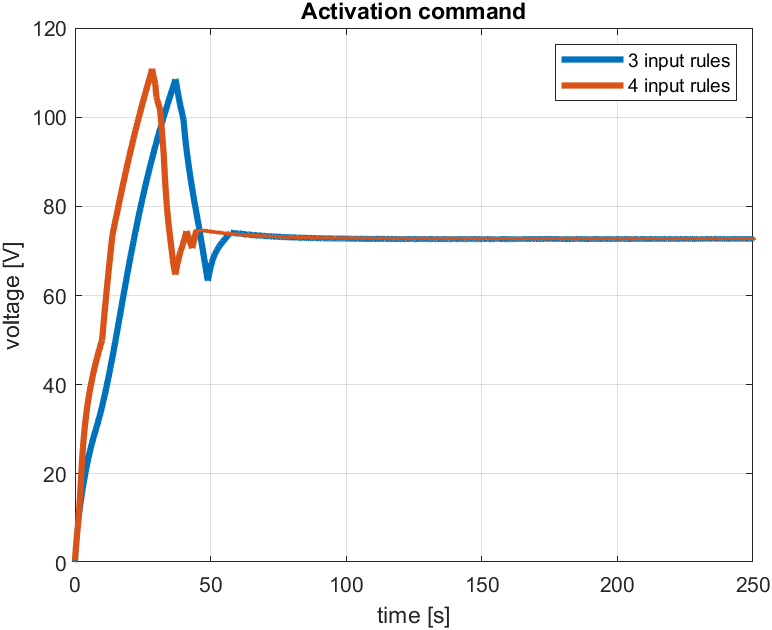 Activation command
3 input rules
4 input rules
voltage [V]
120
100
80
60
40
20
0
0 50 100 150 200 250
time [s]